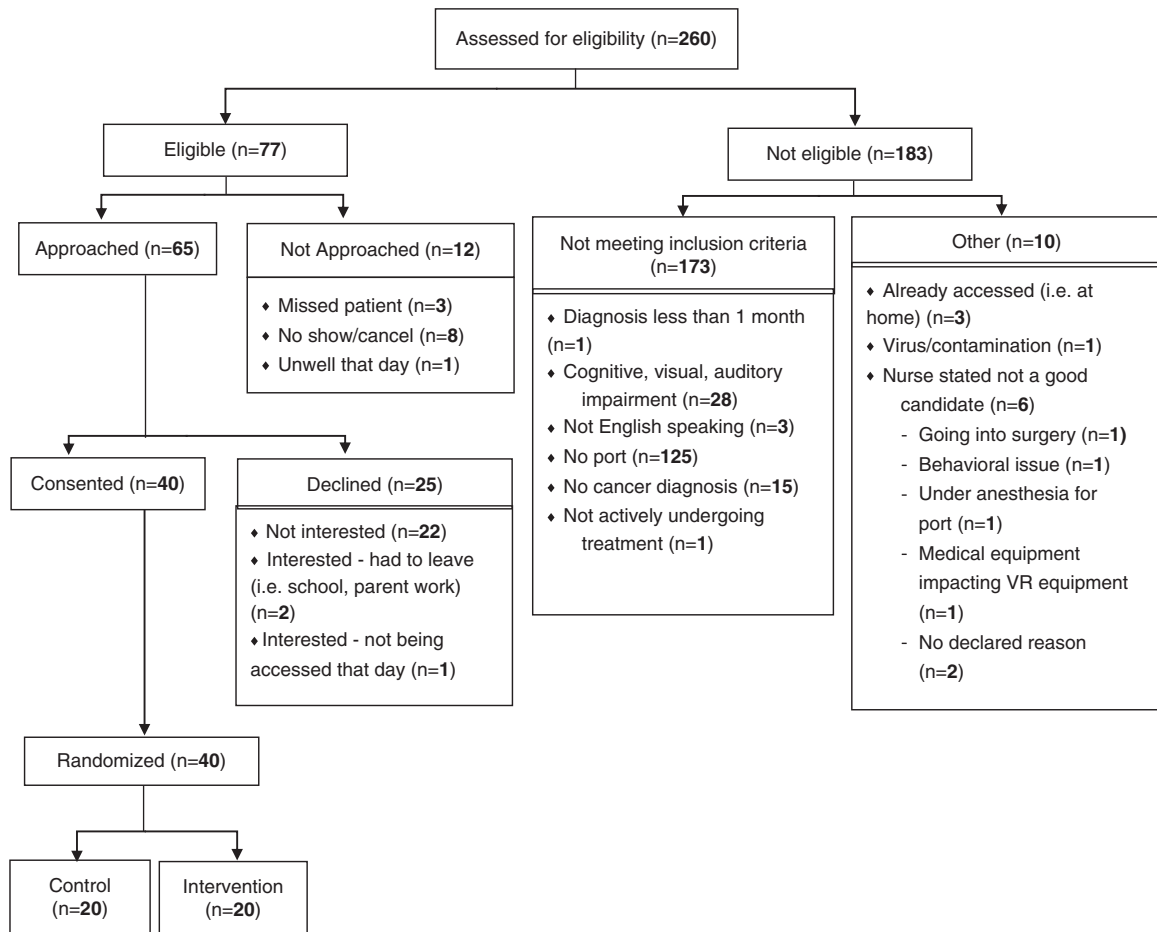 Assessed for eligibility (n=260)
Eligible (n=77)
Not eligible (n=183)
Approached (n=65)
Not Approached (n=12)
♦ Missed patient (n=3)
♦ No show/cancel (n=8)
♦ Unwell that day (n=1)
Not meeting inclusion criteria
(n=173)
♦ Diagnosis less than 1 month
(n=1)
♦ Cognitive, visual, auditory
impairment (n=28)
♦ Not English speaking (n=3)
♦ No port (n=125)
♦ No cancer diagnosis (n=15)
♦ Not actively undergoing
treatment (n=1)
Other (n=10)
♦ Already accessed (i.e. at
home) (n=3)
♦ Virus/contamination (n=1)
♦ Nurse stated not a good
candidate (n=6)
- Going into surgery (n=1)
- Behavioral issue (n=1)
- Under anesthesia for
port (n=1)
- Medical equipment
impacting VR equipment
(n=1)
- No declared reason
(n=2)
Consented (n=40)
Declined (n=25)
♦ Not interested (n=22)
♦ Interested - had to leave
(i.e. school, parent work)
(n=2)
♦ Interested - not being
accessed that day (n=1)
Randomized (n=40)
Control
(n=20)
Intervention
(n=20)